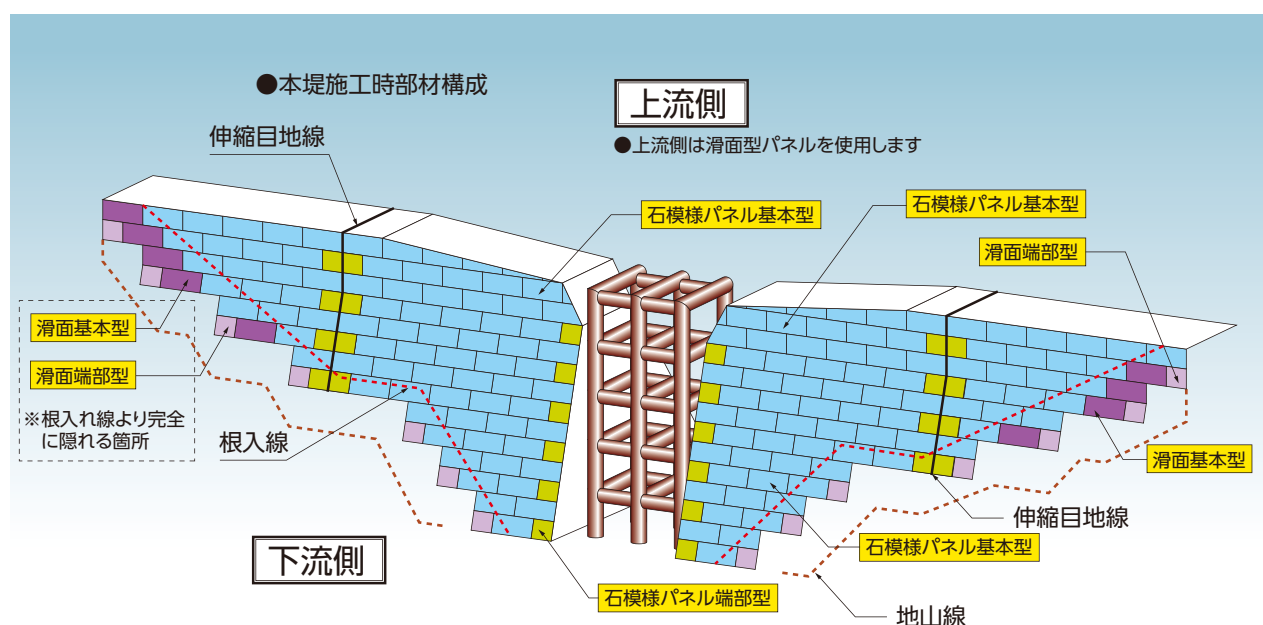 ●本堤施工時部材構成
上流側
●上流側は滑面型パネルを使用します
伸縮目地線
石模様パネル基本型
石模様パネル基本型
滑面端部型
滑面基本型
滑面端部型
※根入れ線より完全
に隠れる箇所
根入線
滑面基本型
伸縮目地線
石模様パネル基本型
下流側
石模様パネル端部型
地山線